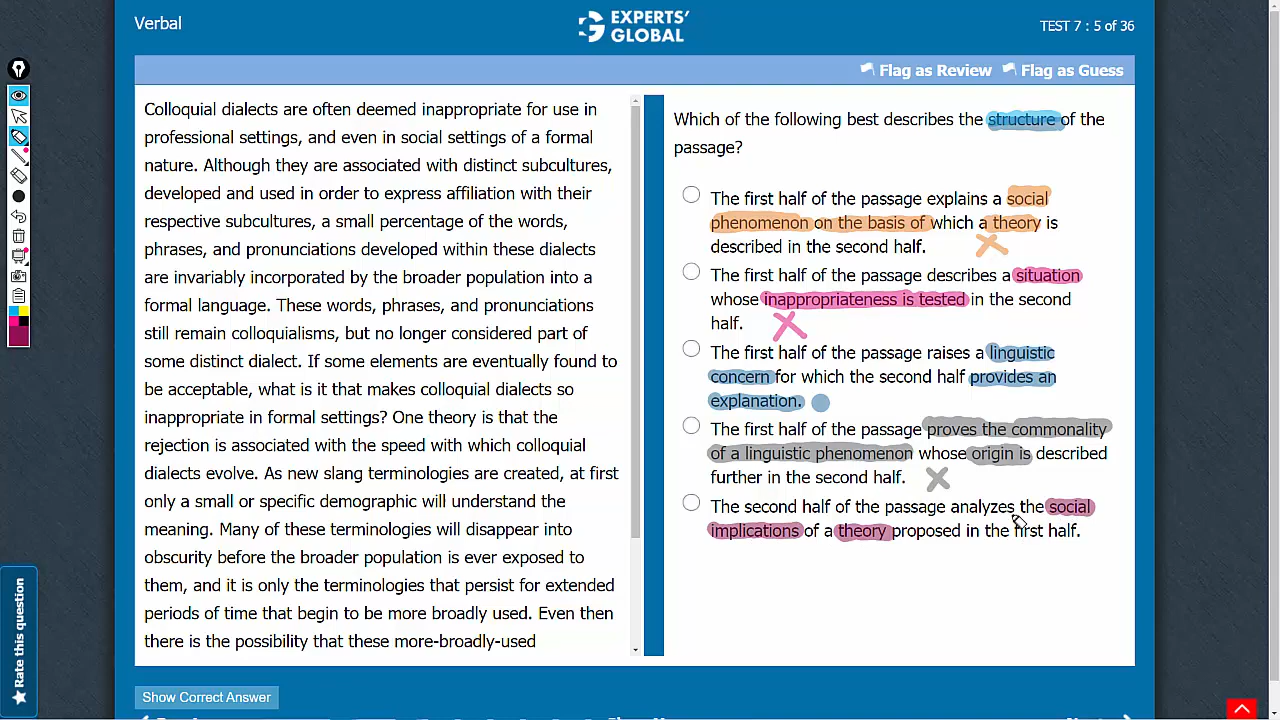 Verbal
EXPERTS'
GLOBAL
TEST 7 : 5 of 36
Flag as Review
Flag as Guess
Colloquial dialects are often deemed inappropriate for use in
professional settings, and even in social settings of a formal
nature. Although they are associated with distinct subcultures,
developed and used in order to express affiliation with their
respective subcultures, a small percentage of the words,
phrases, and pronunciations developed within these dialects
are invariably incorporated by the broader population into a
formal language. These words, phrases, and pronunciations
still remain colloquialisms, but no longer considered part of
some distinct dialect. If some elements are eventually found to
be acceptable, what is it that makes colloquial dialects so
inappropriate in formal settings? One theory is that the
rejection is associated with the speed with which colloquial
dialects evolve. As new slang terminologies are created, at first
only a small or specific demographic will understand the
meaning. Many of these terminologies will disappear into
obscurity before the broader population is ever exposed to
them, and it is only the terminologies that persist for extended
periods of time that begin to be more broadly used. Even then
there is the possibility that these more-broadly-used
Which of the following best describes the structure of the
passage?
The first half of the passage explains a social
phenomenon on the basis of which a theory is
described in the second half.
The first half of the passage describes a situation
whose inappropriateness is tested in the second
half.
The first half of the passage raises a linguistic
concern for which the second half provides an
explanation.
The first half of the passage proves the commonality
of a linguistic phenomenon whose origin is described
further in the second half.
The second half of the passage analyzes the social
implications of a theory proposed in the first half.
Rate this question
Show Correct Answer